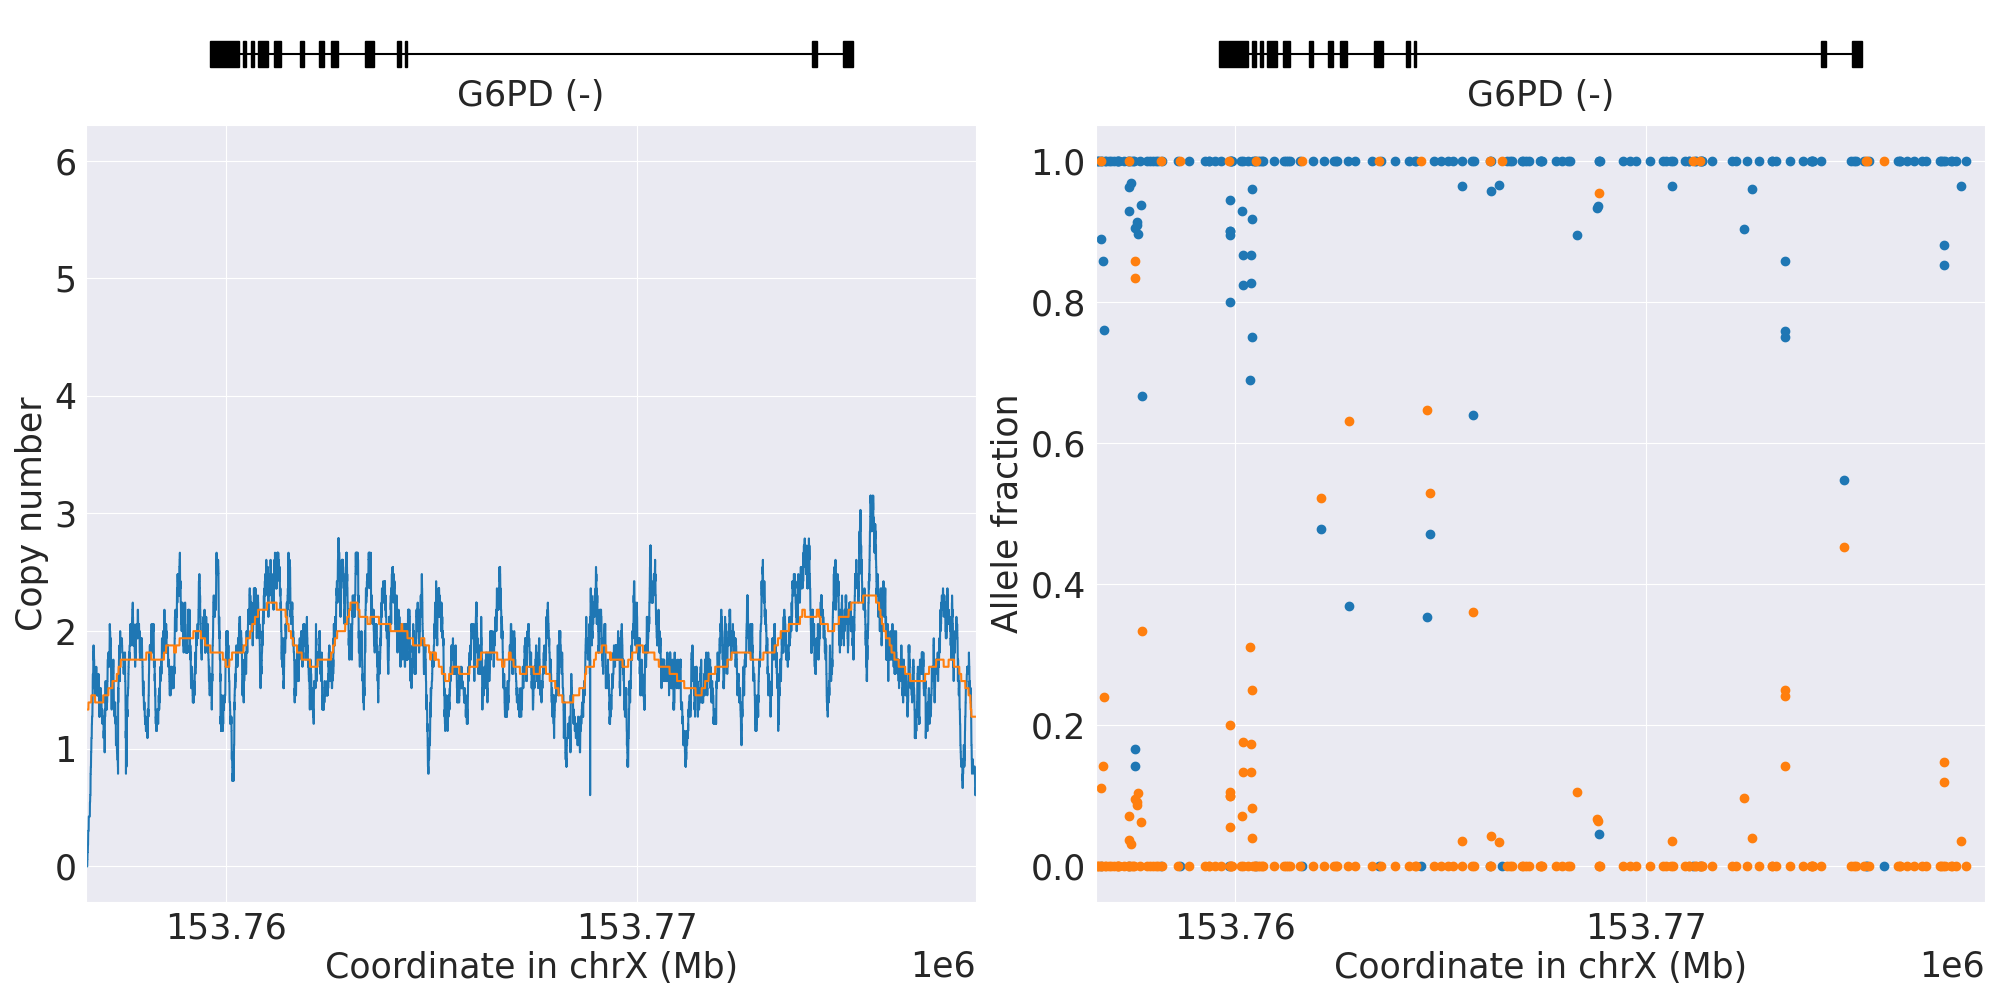 G6PD (-)
6
5
4
3
2
1
0
Copy number
153.76
153.77
Coordinate in chrX (Mb)
1e6
G6PD (-)
1.0
0.8
0.6
0.4
0.2
0.0
Allele fraction
153.76
153.77
Coordinate in chrX (Mb)
1e6